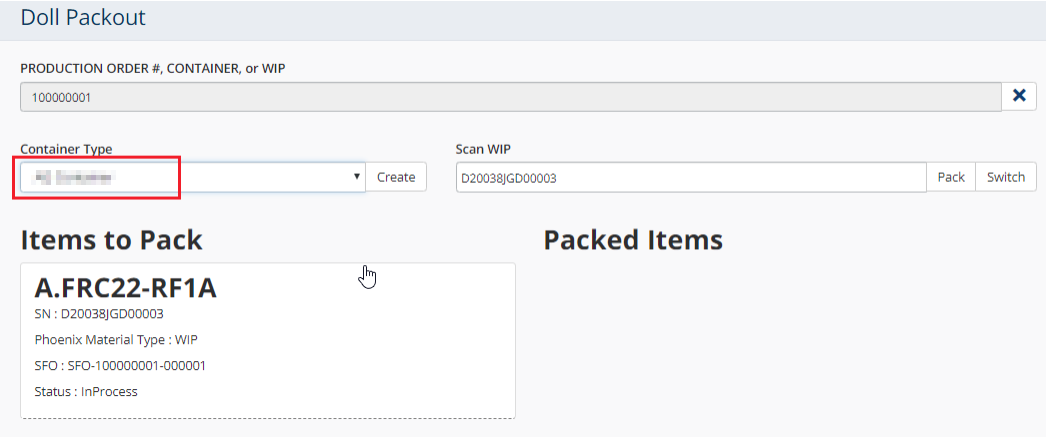 Doll Packout
PRODUCTION ORDER #, CONTAINER, or WIP
100000001
Container Type
Scan WIP
Create
D20038JGD00003
Pack
Switch
Items to Pack
Packed Items
A.FRC22-RF1A
SN : D20038JGD00003
Phoenix Material Type : WIP
SFO : SFO-100000001-000001
Status : InProcess